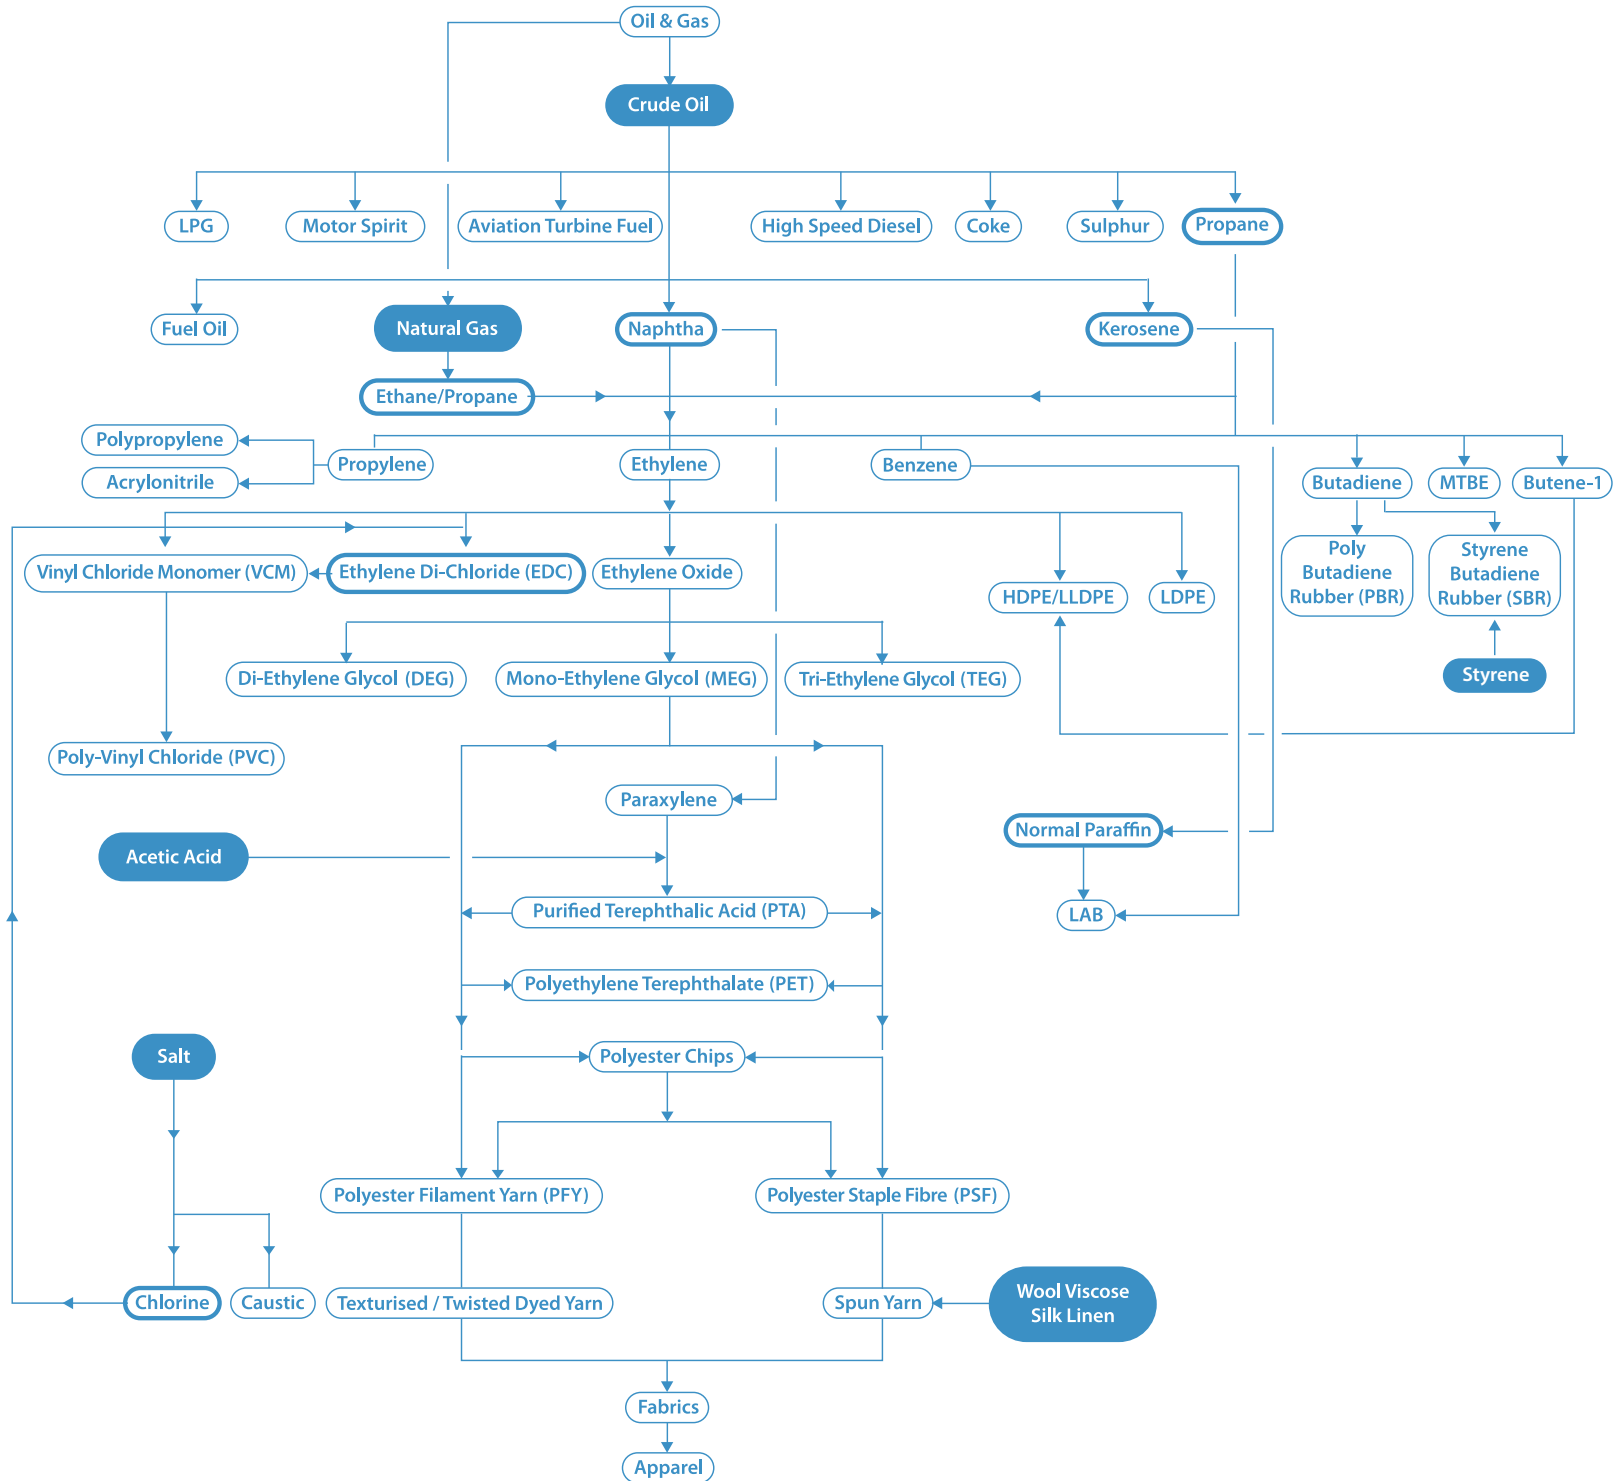 Oil & Gas
Crude Oil
LPG
Motor Spirit
Aviation Turbine Fuel
High Speed Diesel
Coke
Sulphur
Propane
Fuel Oil
Natural Gas
Naphtha
Kerosene
Ethane/Propane
Polypropylene
Propylene
Ethylene
Benzene
Acrylonitrile
Butadiene
MTBE
Butene-1
Vinyl Chloride Monomer (VCM)
Ethylene Di-Chloride (EDC)
Ethylene Oxide
HDPE/LLDPE
LDPE
Poly
Butadiene
Rubber (PBR)
Styrene
Butadiene
Rubber (SBR)
Di-Ethylene Glycol (DEG)
Mono-Ethylene Glycol (MEG)
Tri-Ethylene Glycol (TEG)
Styrene
Poly-Vinyl Chloride (PVC)
Paraxylene
Normal Paraffin
Acetic Acid
Purified Terephthalic Acid (PTA)
LAB
Polyethylene Terephthalate (PET)
Salt
Polyester Chips
Polyester Filament Yarn (PFY)
Polyester Staple Fibre (PSF)
Chlorine
Caustic
Texturised / Twisted Dyed Yarn
Spun Yarn
Wool Viscose
Silk Linen
Fabrics
Apparel